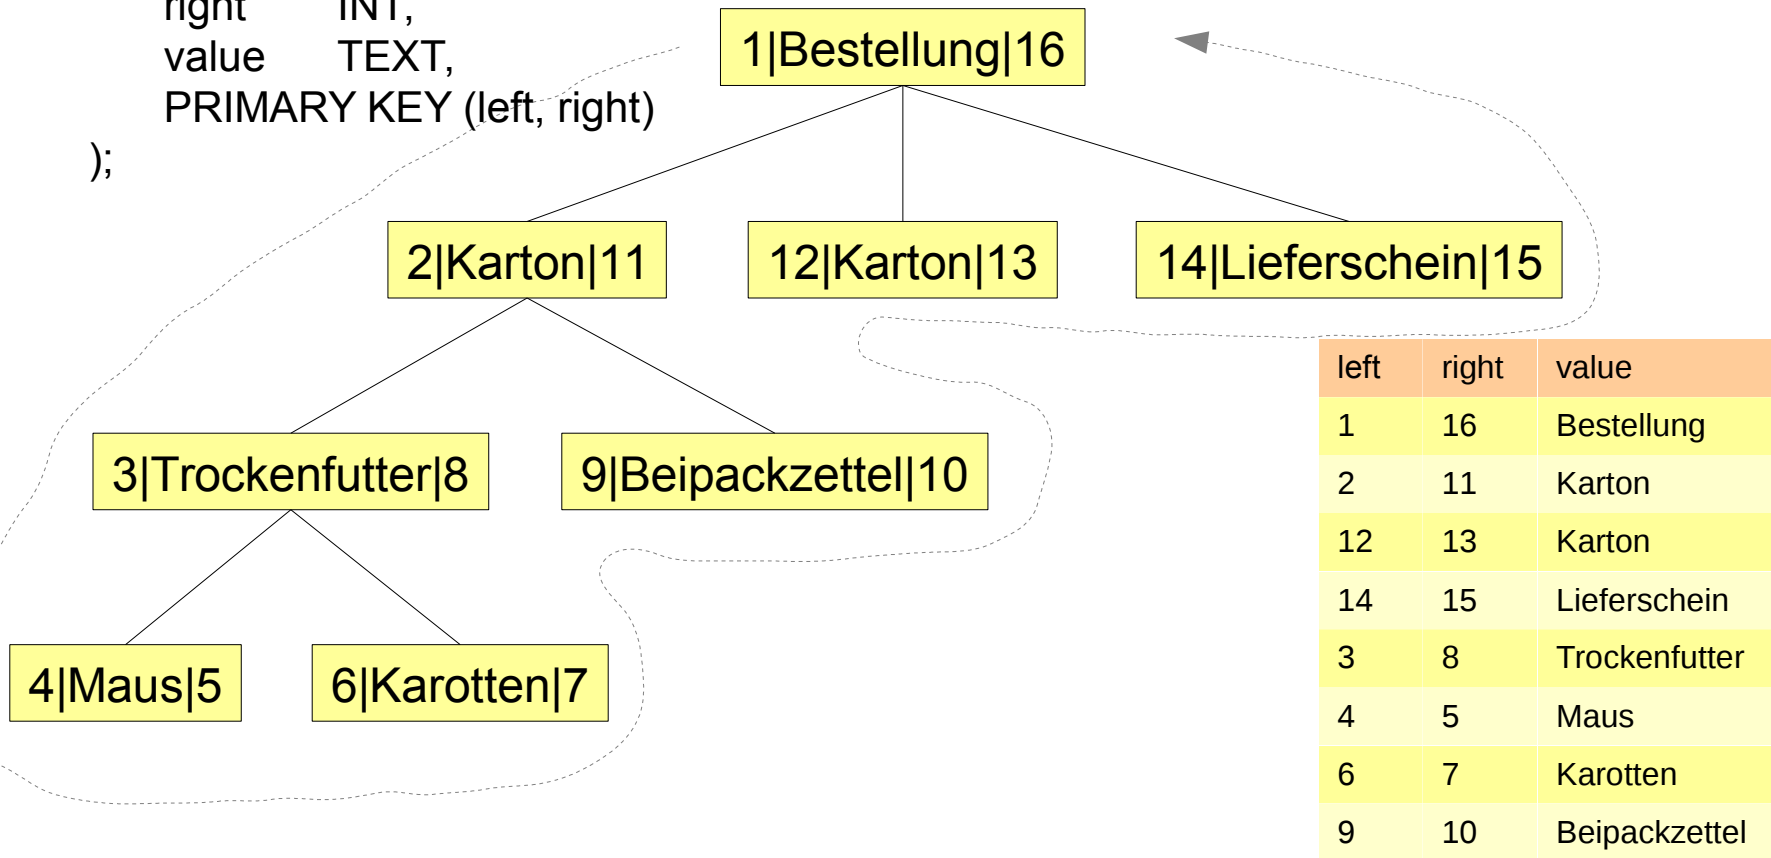 right INT,
value TEXT,
PRIMARY KEY (left, right)
);
1|Bestellung|16
2|Karton|11
12|Karton|13
14|Lieferschein|15
3|Trockenfutter|8
9|Beipackzettel|10
4|Maus|5
6|Karotten|7
left right value
1 16 Bestellung
2 11 Karton
12 13 Karton
14 15 Lieferschein
3 8 Trockenfutter
4 5 Maus
6 7 Karotten
9 10 Beipackzettel